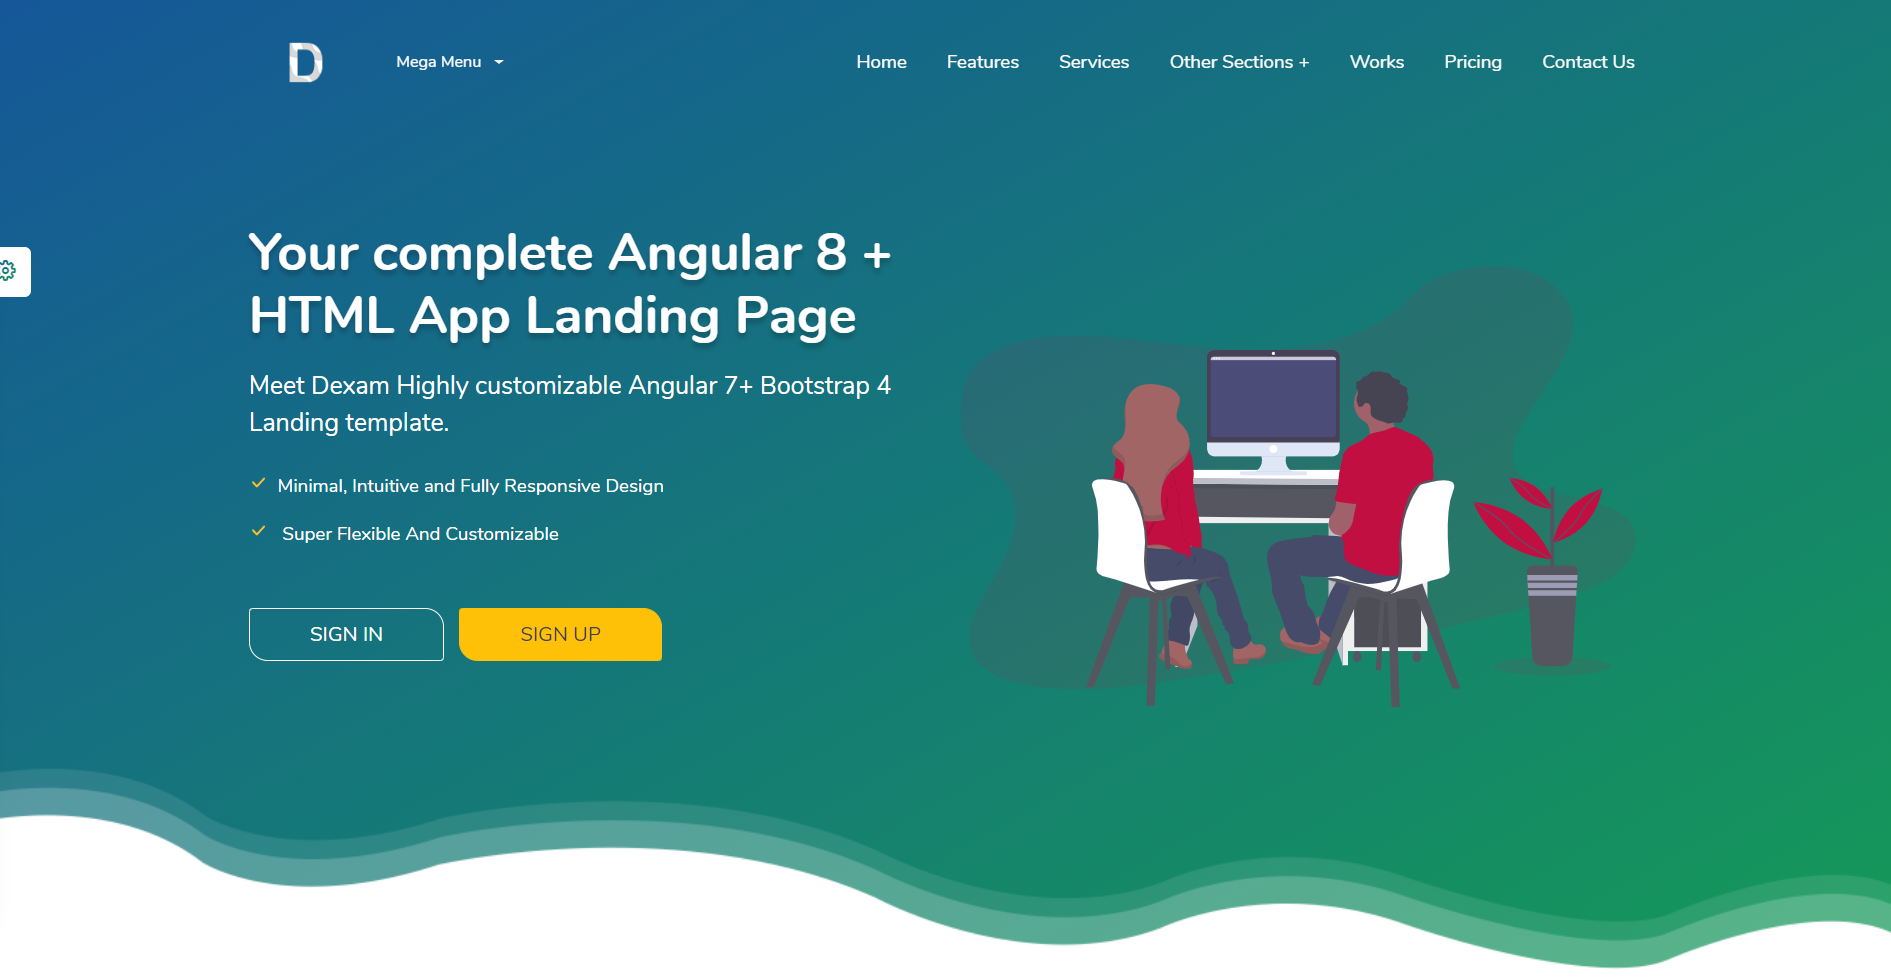 D
Mega Menu
Home Features Services Other Sections + Works Pricing Contact Us
Your complete Angular 8 +
HTML App Landing Page
Meet Dexam Highly customizable Angular 7+ Bootstrap 4
Landing template.
Minimal, Intuitive and Fully Responsive Design
Super Flexible And Customizable
SIGN IN SIGN UP